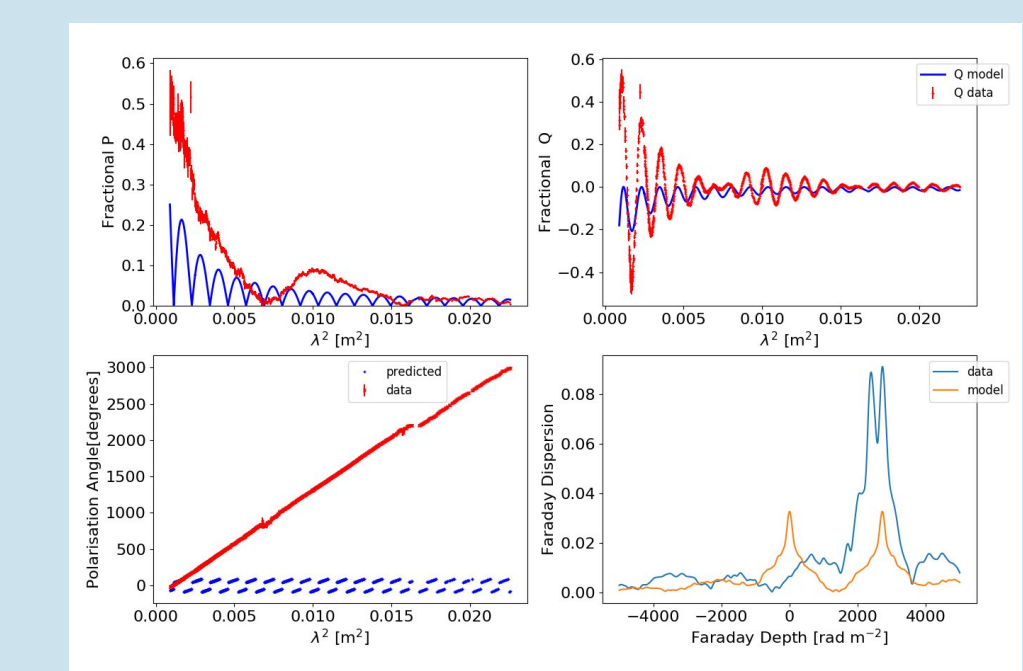 0.6
0.5
0.4
0.3
0.2
0.1
0.0
Fractional P
0.000 0.005 0.010 0.015 0.020
λ² [m²]
0.6
0.4
0.2
0.0
−0.2
−0.4
Fractional Q
Q model
Q data
0.000 0.005 0.010 0.015 0.020
λ² [m²]
3000
2500
2000
1500
1000
500
0
Polarisation Angle[degrees]
predicted
data
0.000 0.005 0.010 0.015 0.020
λ² [m²]
0.08
0.06
0.04
0.02
0.00
Faraday Dispersion
data
model
−4000 −2000 0 2000 4000
Faraday Depth [rad m⁻²]